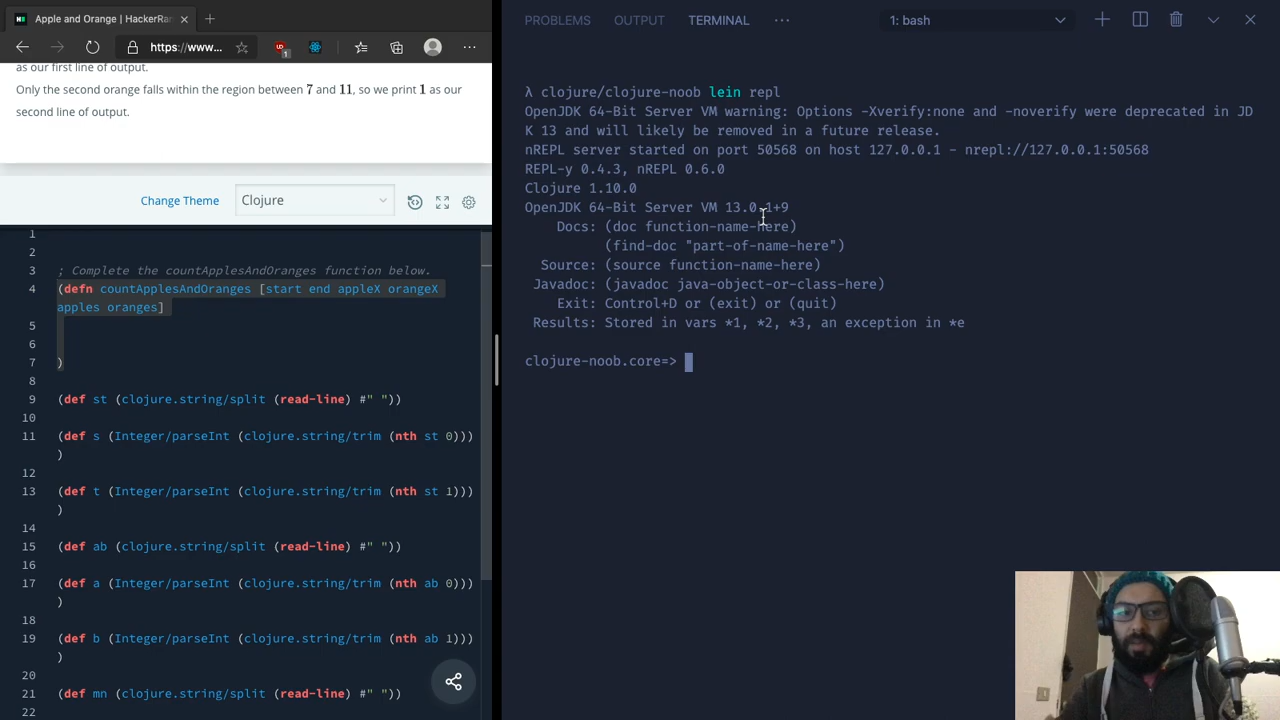 Apple and Orange | HackerRan
PROBLEMS OUTPUT TERMINAL ··· 1: bash
https://www...
1
as our first line of output.
Only the second orange falls within the region between 7 and 11, so we print 1 as our
second line of output.
Change Theme Clojure
1
2
3 ; Complete the countApplesAndOranges function below.
4 (defn countApplesAndOranges [start end appleX orangeX
apples oranges]
5
6
7 )
8
9 (def st (clojure.string/split (read-line) #" "))
10
11 (def s (Integer/parseInt (clojure.string/trim (nth st 0)))
)
12
13 (def t (Integer/parseInt (clojure.string/trim (nth st 1)))
)
14
15 (def ab (clojure.string/split (read-line) #" "))
16
17 (def a (Integer/parseInt (clojure.string/trim (nth ab 0)))
)
18
19 (def b (Integer/parseInt (clojure.string/trim (nth ab 1)))
)
20
21 (def mn (clojure.string/split (read-line) #" "))
22
λ clojure/clojure-noob lein repl
OpenJDK 64-Bit Server VM warning: Options -Xverify:none and -noverify were deprecated in JD
K 13 and will likely be removed in a future release.
nREPL server started on port 50568 on host 127.0.0.1 - nrepl://127.0.0.1:50568
REPL-y 0.4.3, nREPL 0.6.0
Clojure 1.10.0
OpenJDK 64-Bit Server VM 13.0.1+9
Docs: (doc function-name-here)
(find-doc "part-of-name-here")
Source: (source function-name-here)
Javadoc: (javadoc java-object-or-class-here)
Exit: Control+D or (exit) or (quit)
Results: Stored in vars *1, *2, *3, an exception in *e
clojure-noob.core=>